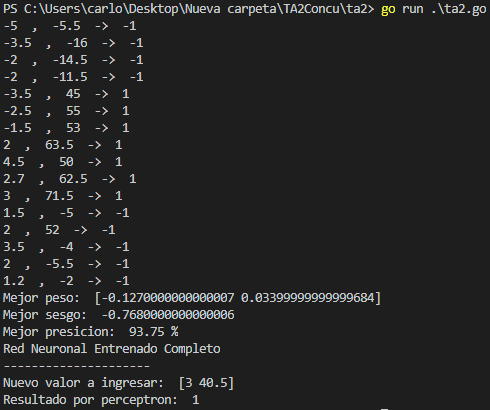 PS C:\Users\carlo\Desktop\Nueva carpeta\TA2Concu\ta2> go run .\ta2.go
-5  ,  -5.5  ->  -1
-3.5  ,  -16  ->  -1
-2  ,  -14.5  ->  -1
-2  ,  -11.5  ->  -1
-3.5  ,  45  ->  1
-2.5  ,  55  ->  1
-1.5  ,  53  ->  1
2  ,  63.5  ->  1
4.5  ,  50  ->  1
2.7  ,  62.5  ->  1
3  ,  71.5  ->  1
1.5  ,  -5  ->  -1
2  ,  52  ->  -1
3.5  ,  -4  ->  -1
2  ,  -5.5  ->  -1
1.2  ,  -2  ->  -1
Mejor peso:  [-0.1270000000000007 0.03399999999999684]
Mejor sesgo:  -0.7680000000000006
Mejor presicion:  93.75 %
Red Neuronal Entrenado Completo
---------------------
Nuevo valor a ingresar:  [3 40.5]
Resultado por perceptron:  1